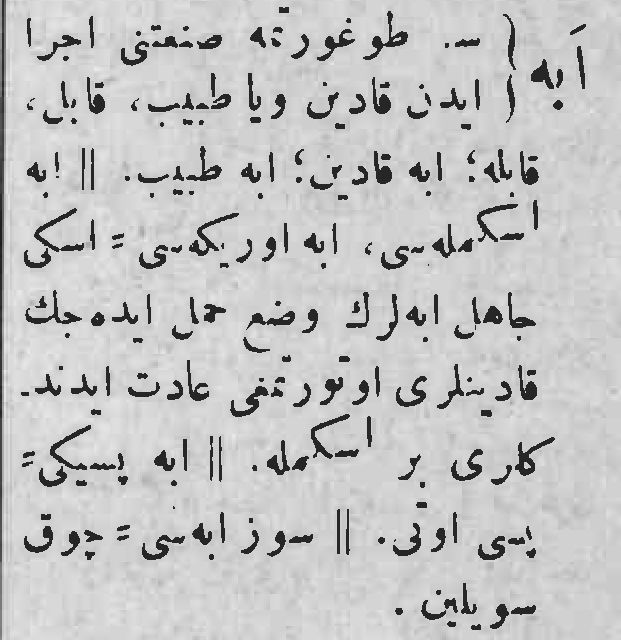 اَبه ( س. طوغورتمه صنعتنی اجرا
ایدن قادین ویا طبیب، قابل،
قابله؛ ابه قادین؛ ابه طبیب. || ابه
اسکمله‌سی، ابه اوریکه‌سی = اسکی
جاهل ابه‌لرك وضع حمل ایده‌جك
قادینلری اوتورتمغی عادت ایدند‌-
کلری بر اسکمله. || ابه پسیکی =
پسی اوتی. || سوز ابه‌سی = چوق
سویلین.